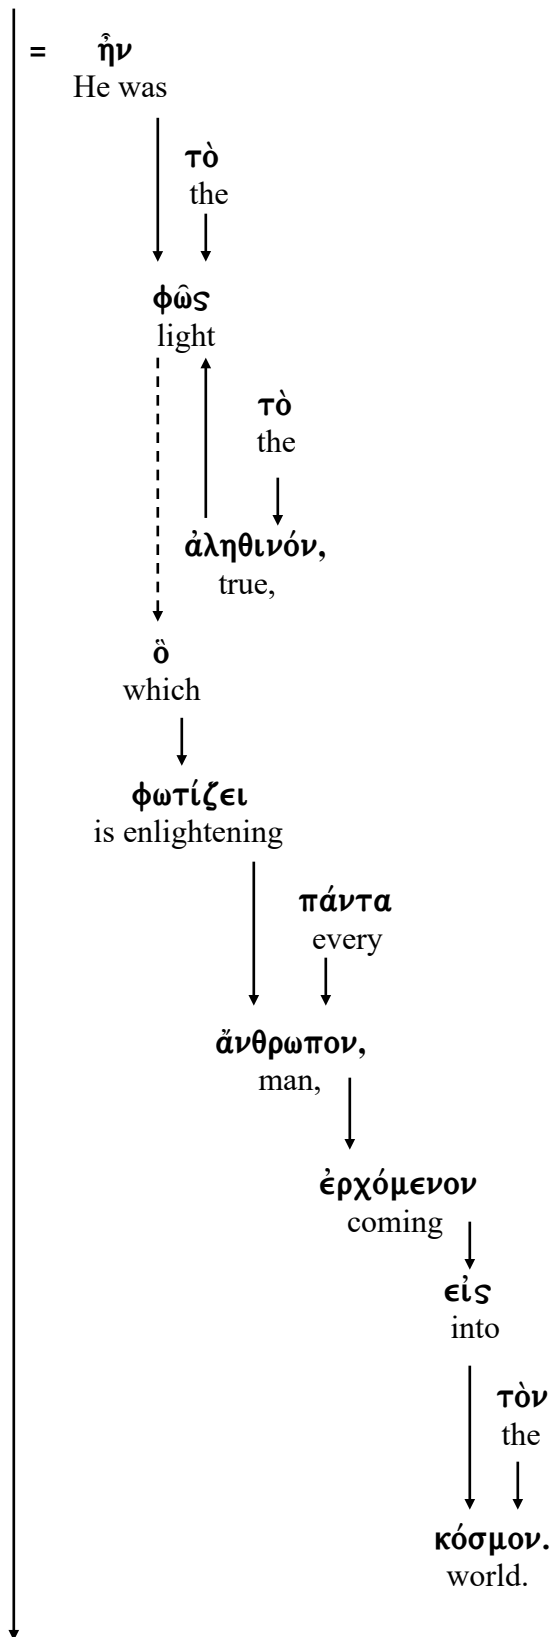 = ἦν
He was
τὸ
the
φῶς
light
τὸ
the
ἀληθινόν,
true,
ὃ
which
φωτίζει
is enlightening
πάντα
every
ἄνθρωπον,
man,
ἐρχόμενον
coming
εἰς
into
τὸν
the
κόσμον.
world.